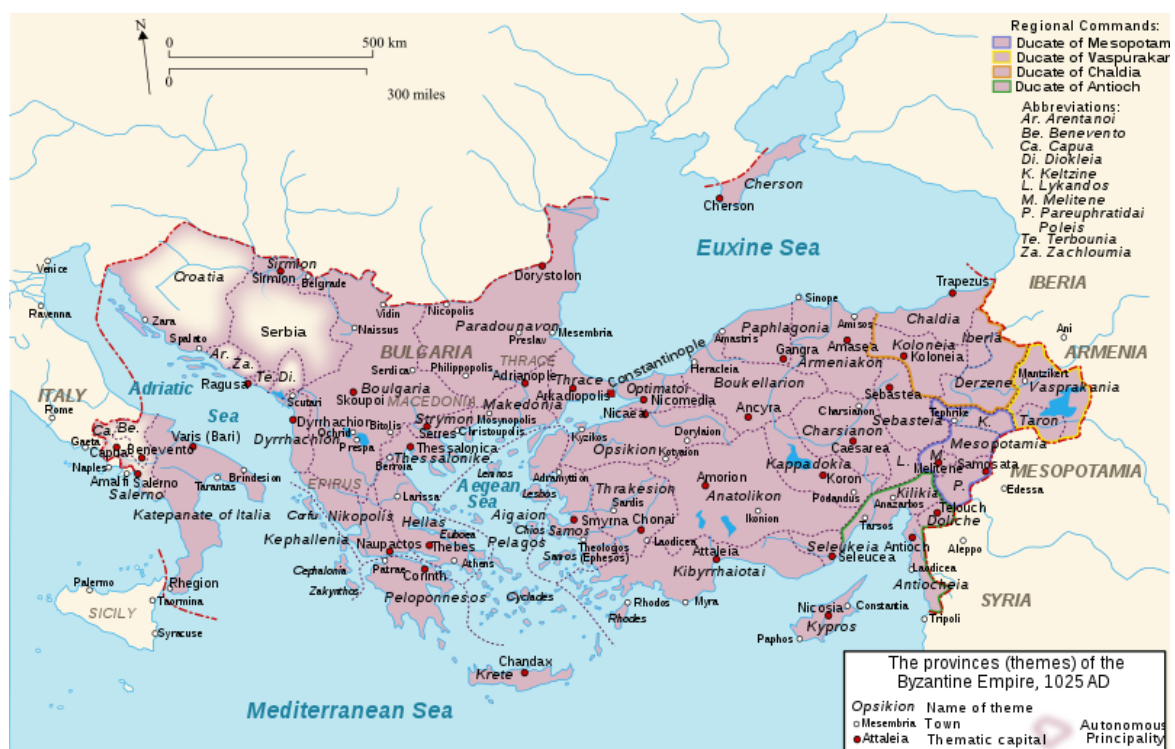 N
0
500 km
0
300 miles
Regional Commands:
Ducate of Mesopotam
Ducate of Vaspurakan
Ducate of Chaldia
Ducate of Antioch
Abbreviations:
Ar. Arentanoi
Be. Benevento
Ca. Capua
Di. Diokleia
K. Keltzine
L. Lykandos
M. Melitene
P. Pareuphratidai
Poleis
Te. Terbounia
Za. Zachloumia
Cherson
Cherson
Euxine Sea
IBERIA
Venice
Ravenna
Croatia
Sirmion
Sirmion
Belgrade
Dorystolon
Zara
Spalato
Serbia
Vidin
Nicopolis
Naissus
Paradounavon
Preslav
Mesembria
Sinope
Trapezus
Amisos
Chaldia
Ani
Ar.
Za.
Te.
Di.
Ragusa
BULGARIA
Serdica
Philippopolis
THRACE
Adrianople
Thrace
Arkadiopolis
Constantinople
Amastris
Heracleia
Paphlagonia
Gangra
Amasea
Armeniakon
Koloneia
Koloneia
Iberia
ARMENIA
Mantzikert
Vasprakania
ITALY
Rome
Adriatic
Sea
Scutari
Boulgaria
Skoupoi
MACEDONIA
Makedonia
Optimatoi
Nicomedia
Nicaea
Boukellarion
Ancyra
Sebastea
Derzene
Taron
Gaeta
Ca.
Be.
Capua
Benevento
Naples
Amalfi
Salerno
Salerno
Varis (Bari)
Brindesion
Tarantas
Dyrrhachion
Dyrrhachion
Ohrid
Bitolis
Prespa
Strymon
Serres
Mosynopolis
Christoupolis
Thessalonica
Thessalonike
Berroia
Kyzikos
Dorylaion
Opsikion
Kotyaion
Charsianon
Charsianon
Caesarea
Sebasteia
Tephrike
K.
Mesopotamia
L.
M.
Melitene
Samosata
P.
MESOPOTAMIA
Edessa
Katepanate of Italia
EPIRUS
Corfu
Nikopolis
Kephallenia
Larissa
Hellas
Lemnos
Aegean
Sea
Lesbos
Adramyttion
Aigaion
Pelagos
Chios
Samos
Samos
Thrakesion
Sardis
Smyrna
Chonai
Laodicea
Theologos
(Ephesos)
Amorion
Anatolikon
Ikonion
Kappadokia
Koron
Podandus
Kilikia
Anazarbos
Tarsos
Telouch
Doliche
Aleppo
Naupactos
Thebes
Euboea
Athens
Patrae
Corinth
Peloponnesos
Cephalonia
Zakynthos
Cyclades
Attaleia
Kibyrrhaiotai
Seleukeia
Seleucea
Antioch
Laodicea
Antiocheia
SYRIA
Tripoli
Palermo
Rhegion
Taormina
SICILY
Syracuse
Rhodos
Rhodes
Myra
Nicosia
Constantia
Kypros
Paphos
Chandax
Krete
Mediterranean Sea
The provinces (themes) of the
Byzantine Empire, 1025 AD
Opsikion Name of theme
Mesembria Town
Attaleia Thematic capital
Autonomous
Principality